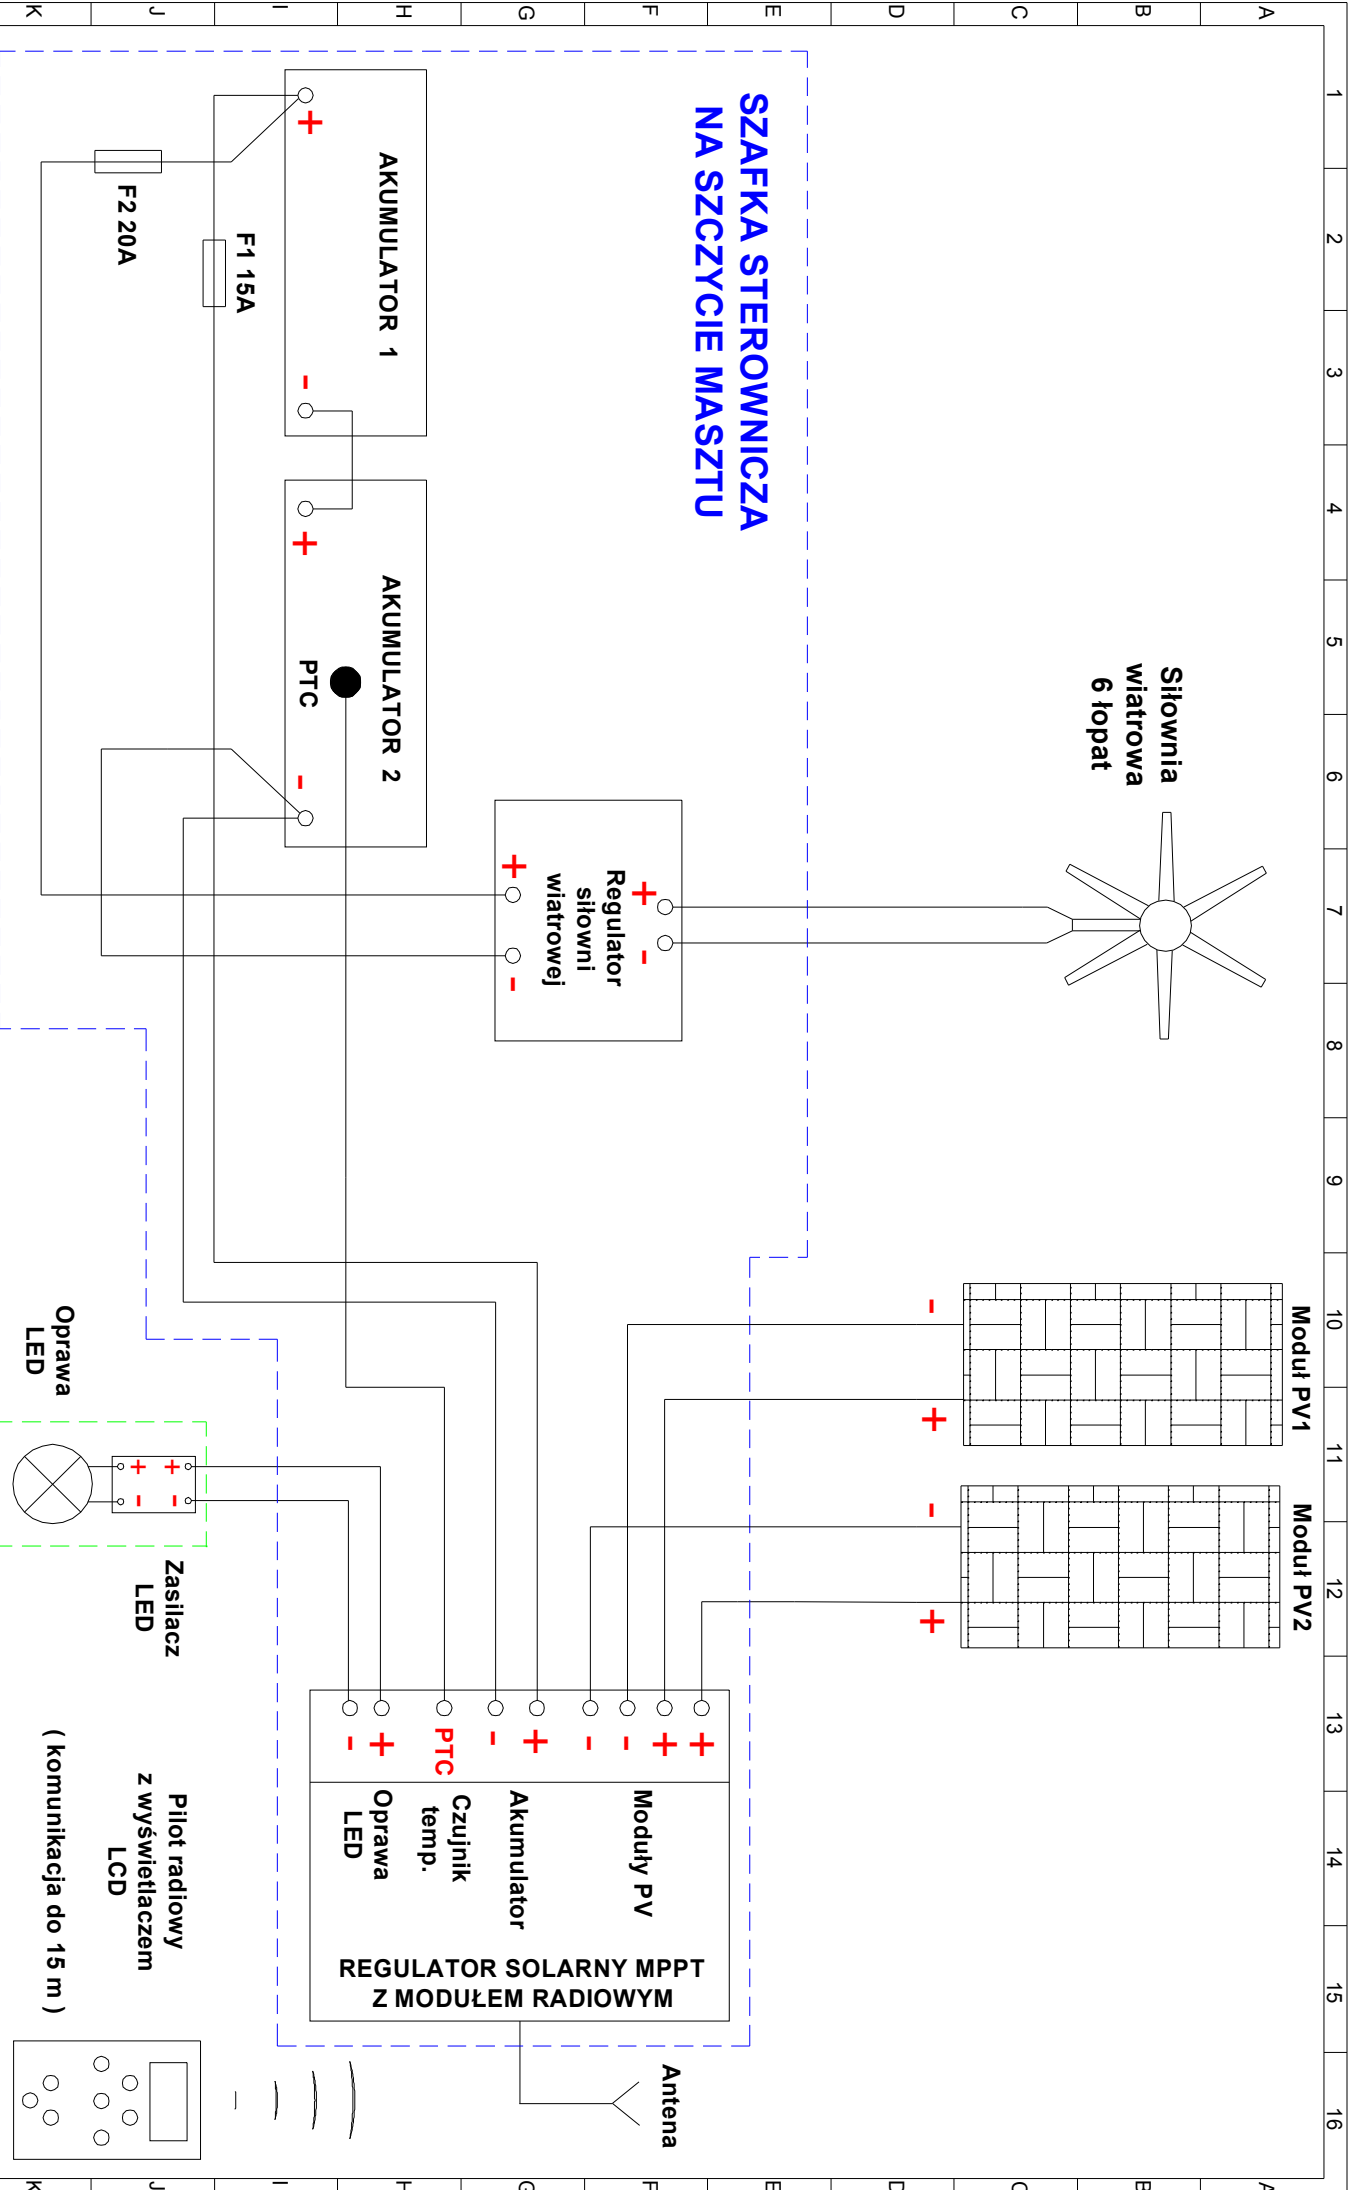 1 2 3 4 5 6 7 8 9 10 11 12 13 14 15 16
A
B
C
D
E
F
G
H
I
J
K
SZAFKA STEROWNICZA
NA SZCZYCIE MASZTU
Siłownia
wiatrowa
6 łopat
Moduł PV1
- +
Moduł PV2
- +
AKUMULATOR 1
+ -
AKUMULATOR 2
+ -
PTC
F1 15A
F2 20A
+ -
Regulator
siłowni
wiatrowej
+ -
+
+
-
-
Moduły PV
+
-
Akumulator
PTC
Czujnik
temp.
+
-
Oprawa
LED
REGULATOR SOLARNY MPPT
Z MODUŁEM RADIOWYM
Antena
Oprawa
LED
+ -
+ -
Zasilacz
LED
Pilot radiowy
z wyświetlaczem
LCD
( komunikacja do 15 m )
A
B
C
D
E
F
G
H
I
J
K